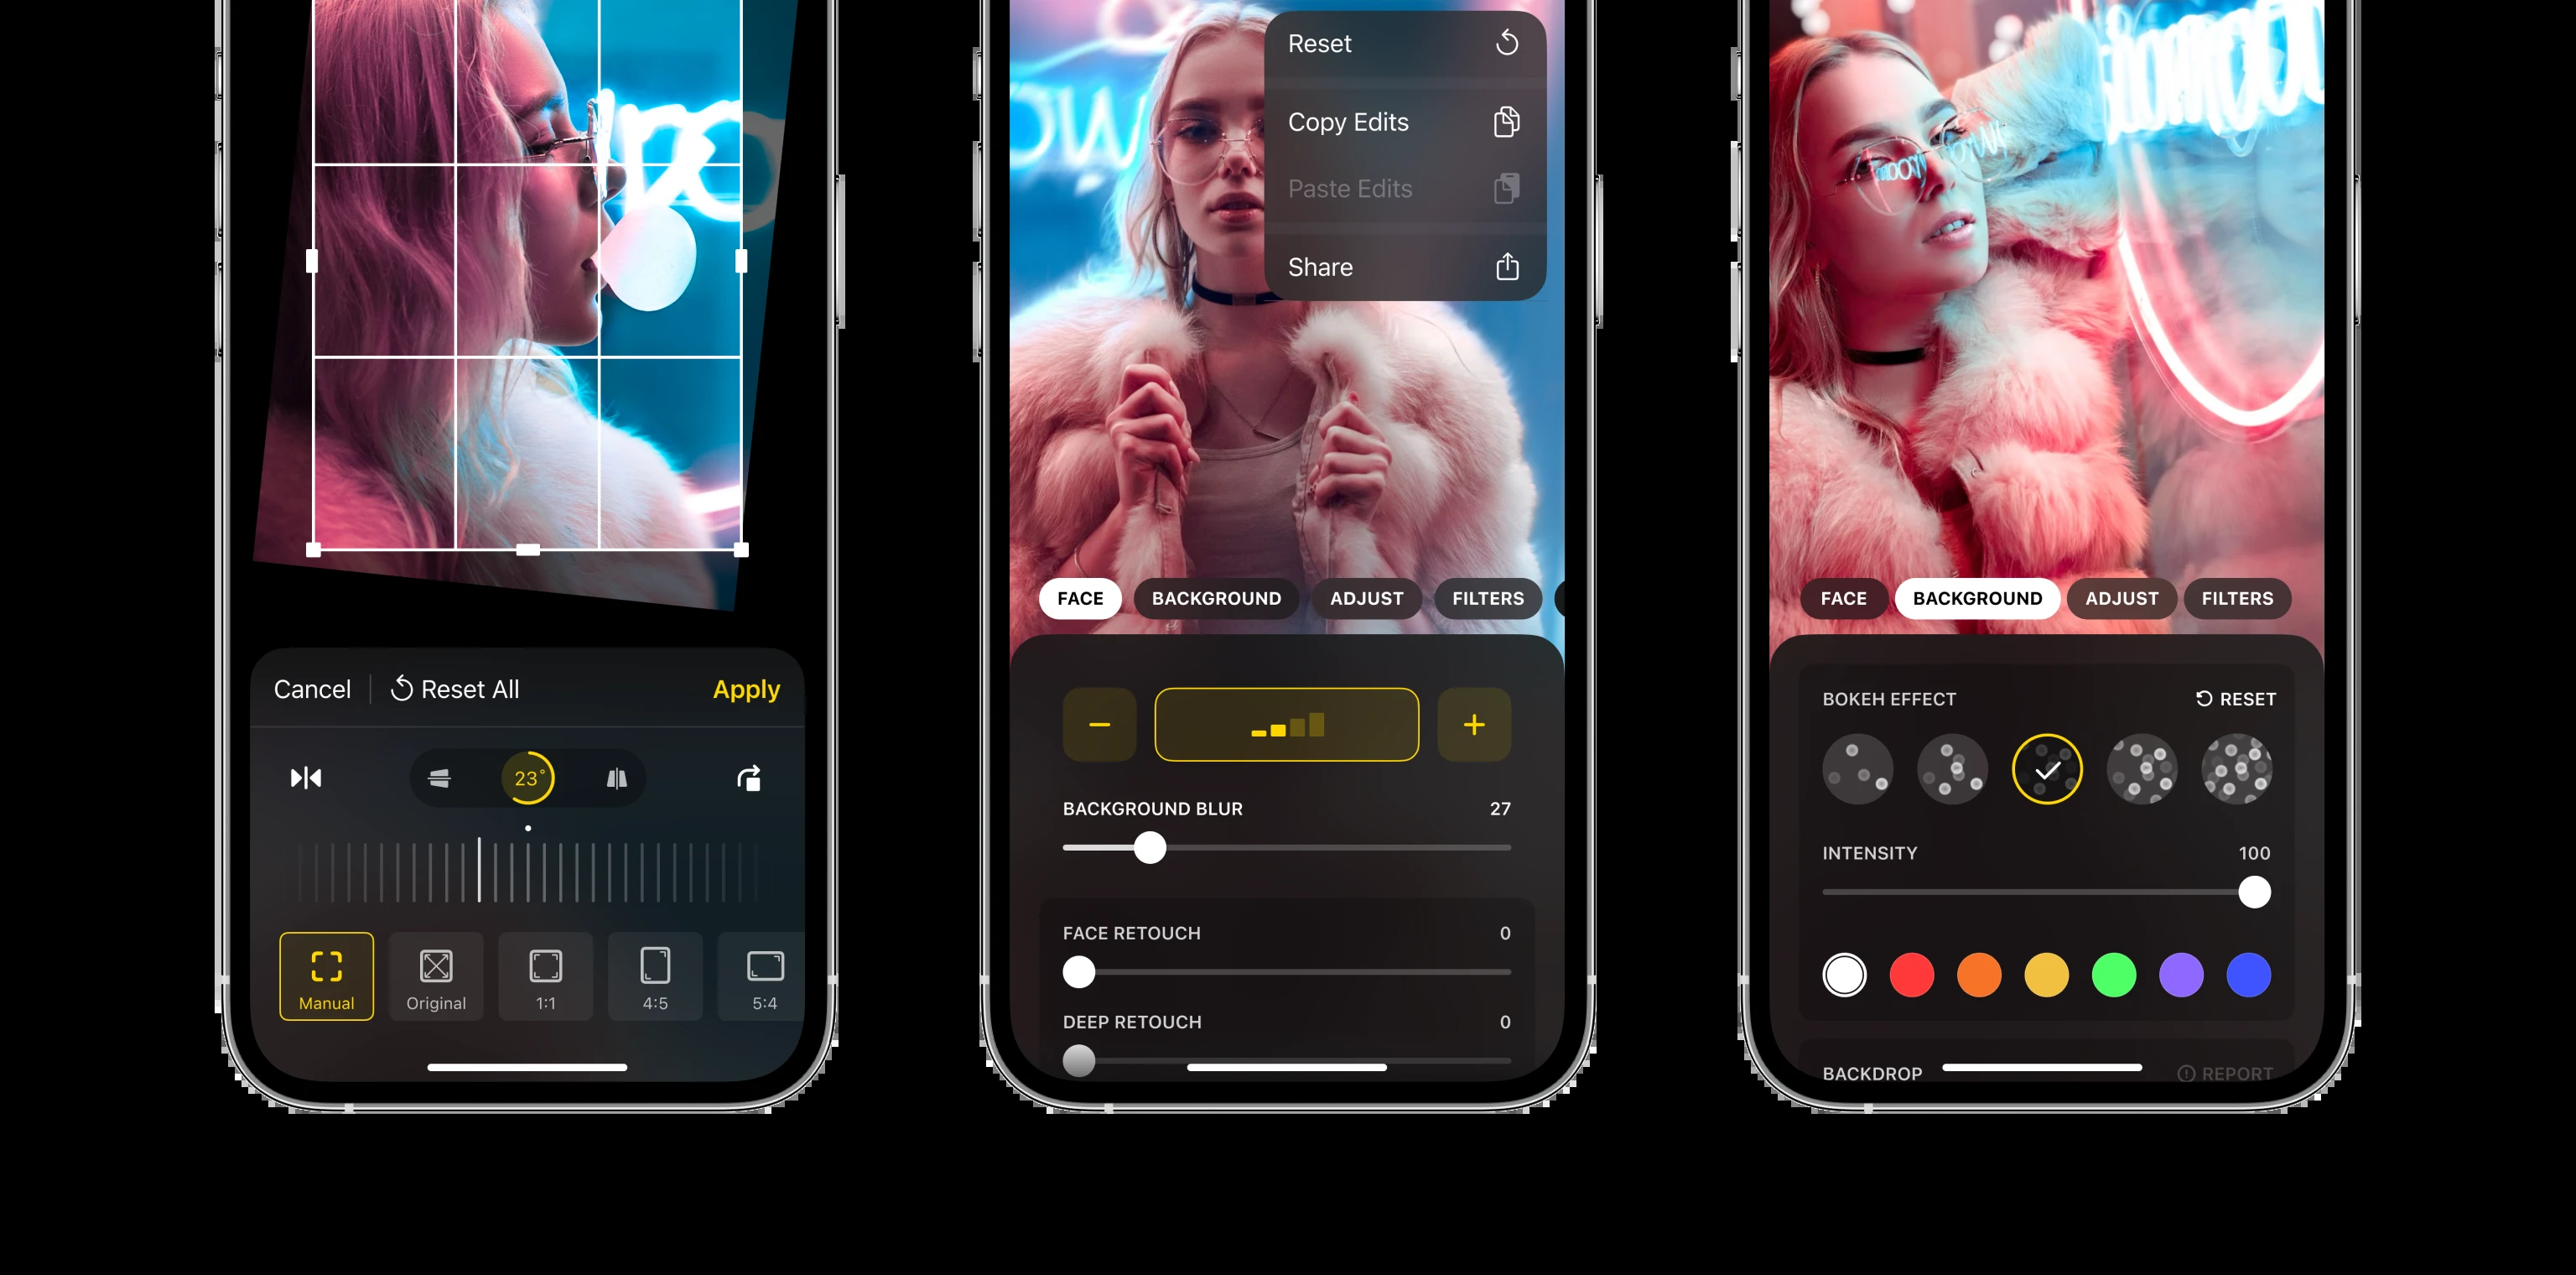 Cancel
Reset All
Apply
23°
Manual
Original
1:1
4:5
5:4
Reset
Copy Edits
Paste Edits
Share
FACE
BACKGROUND
ADJUST
FILTERS
BACKGROUND BLUR
27
FACE RETOUCH
0
DEEP RETOUCH
0
FACE
BACKGROUND
ADJUST
FILTERS
BOKEH EFFECT
RESET
INTENSITY
100
BACKDROP
REPORT